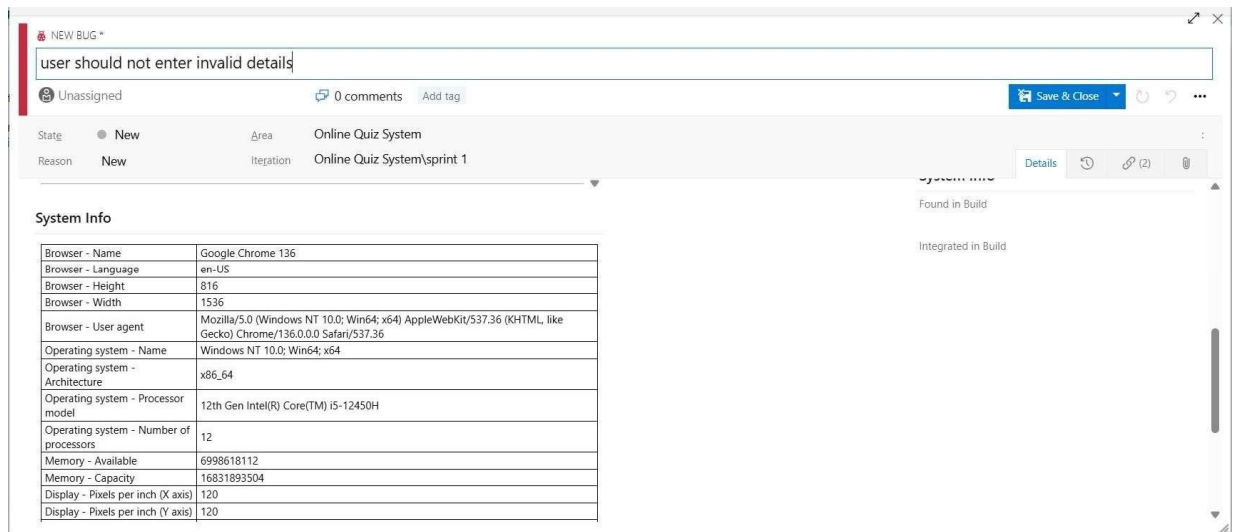 NEW BUG *
user should not enter invalid details
Unassigned
0 comments
Add tag
Save & Close
State
New
Area
Online Quiz System
Reason
New
Iteration
Online Quiz System\sprint 1
Details
(2)
System Info
Found in Build
Integrated in Build
System Info
Browser - Name Google Chrome 136
Browser - Language en-US
Browser - Height 816
Browser - Width 1536
Browser - User agent Mozilla/5.0 (Windows NT 10.0; Win64; x64) AppleWebKit/537.36 (KHTML, like
Gecko) Chrome/136.0.0.0 Safari/537.36
Operating system - Name Windows NT 10.0; Win64; x64
Operating system -
Architecture x86_64
Operating system - Processor
model 12th Gen Intel(R) Core(TM) i5-12450H
Operating system - Number of
processors 12
Memory - Available 6998618112
Memory - Capacity 16831893504
Display - Pixels per inch (X axis) 120
Display - Pixels per inch (Y axis) 120